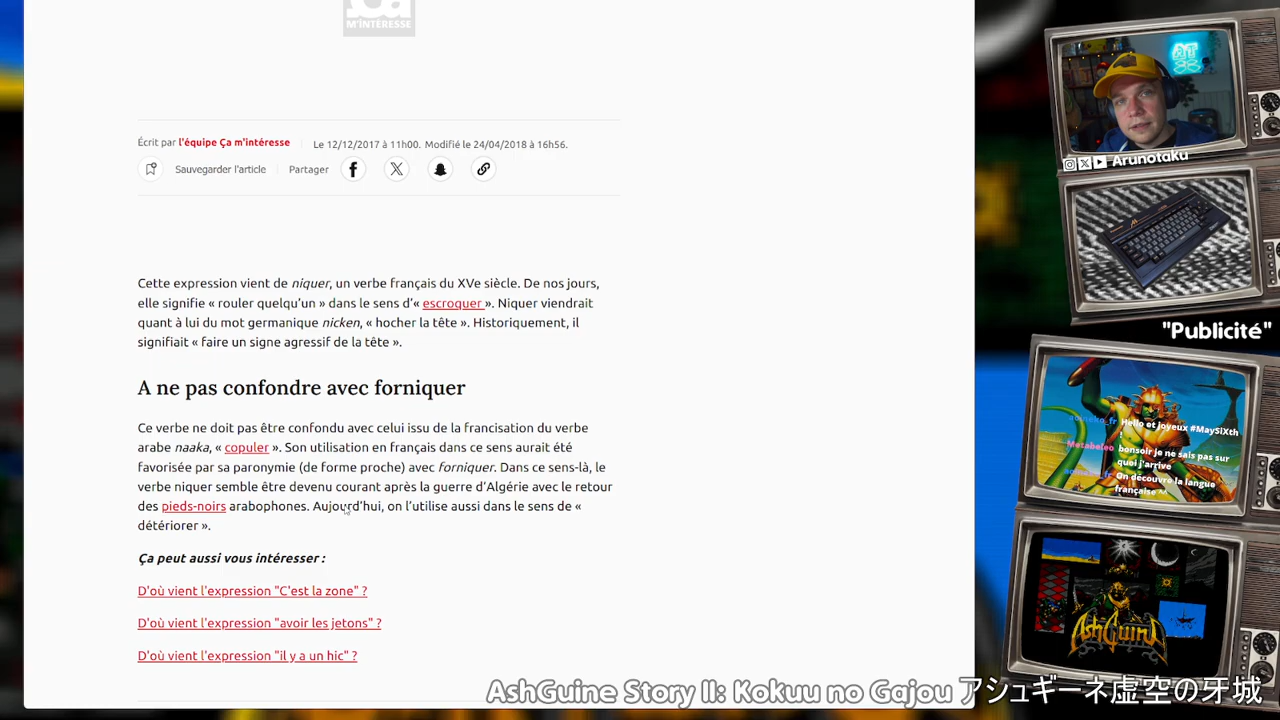 M'INTÉRESSE
Écrit par l'équipe Ça m'intéresse
Le 12/12/2017 à 11h00. Modifié le 24/04/2018 à 16h56.
Sauvegarder l'article
Partager
Cette expression vient de niquer, un verbe français du XVe siècle. De nos jours,
elle signifie « rouler quelqu'un » dans le sens d'« escroquer ». Niquer viendrait
quant à lui du mot germanique nicken, « hocher la tête ». Historiquement, il
signifiait « faire un signe agressif de la tête ».
A ne pas confondre avec forniquer
Ce verbe ne doit pas être confondu avec celui issu de la francisation du verbe
arabe naaka, « copuler ». Son utilisation en français dans ce sens aurait été
favorisée par sa paronymie (de forme proche) avec forniquer. Dans ce sens-là, le
verbe niquer semble être devenu courant après la guerre d'Algérie avec le retour
des pieds-noirs arabophones. Aujourd'hui, on l'utilise aussi dans le sens de «
détériorer ».
Ça peut aussi vous intéresser :
D'où vient l'expression "C'est la zone" ?
D'où vient l'expression "avoir les jetons" ?
D'où vient l'expression "il y a un hic" ?
Arunotaku
"Publicité"
Hello et joyeux #MaySiXth
!
Mezabeleo bonsoir je ne sais pas sur
quoi j'arrive
On découvre la langue
française ^^
AshGuine
AshGuine Story II: Kokuu no Gajou アシュギーネ虚空の牙城